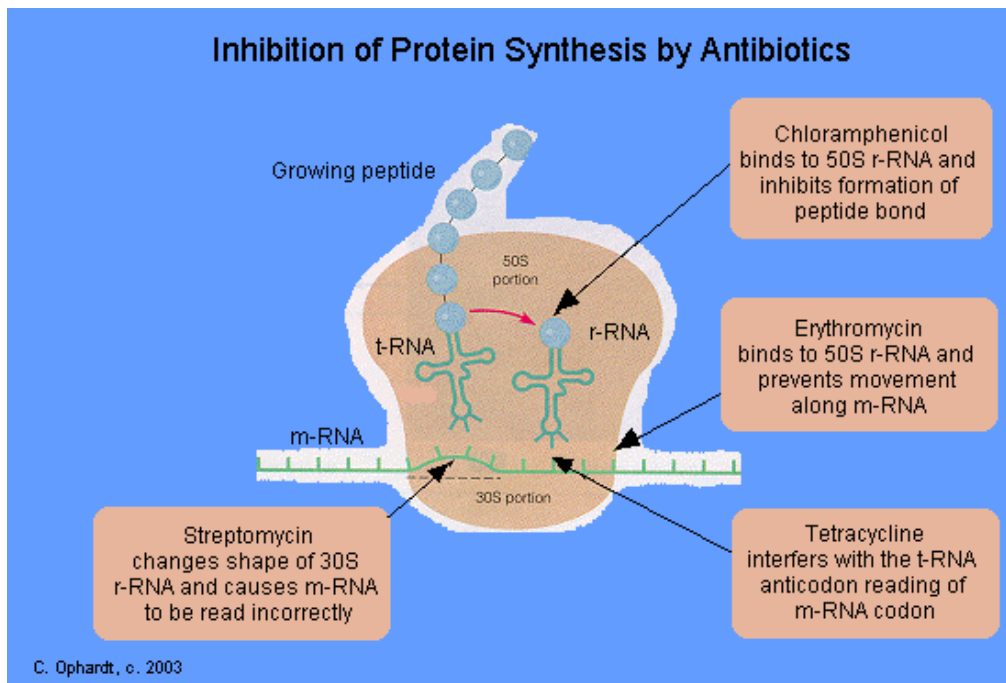 Inhibition of Protein Synthesis by Antibiotics
Chloramphenicol
binds to 50S r-RNA and
inhibits formation of
peptide bond
Growing peptide
50S
portion
Erythromycin
binds to 50S r-RNA and
prevents movement
along m-RNA
t-RNA
r-RNA
m-RNA
30S portion
Streptomycin
changes shape of 30S
r-RNA and causes m-RNA
to be read incorrectly
Tetracycline
interfers with the t-RNA
anticodon reading of
m-RNA codon
C. Ophardt, c. 2003